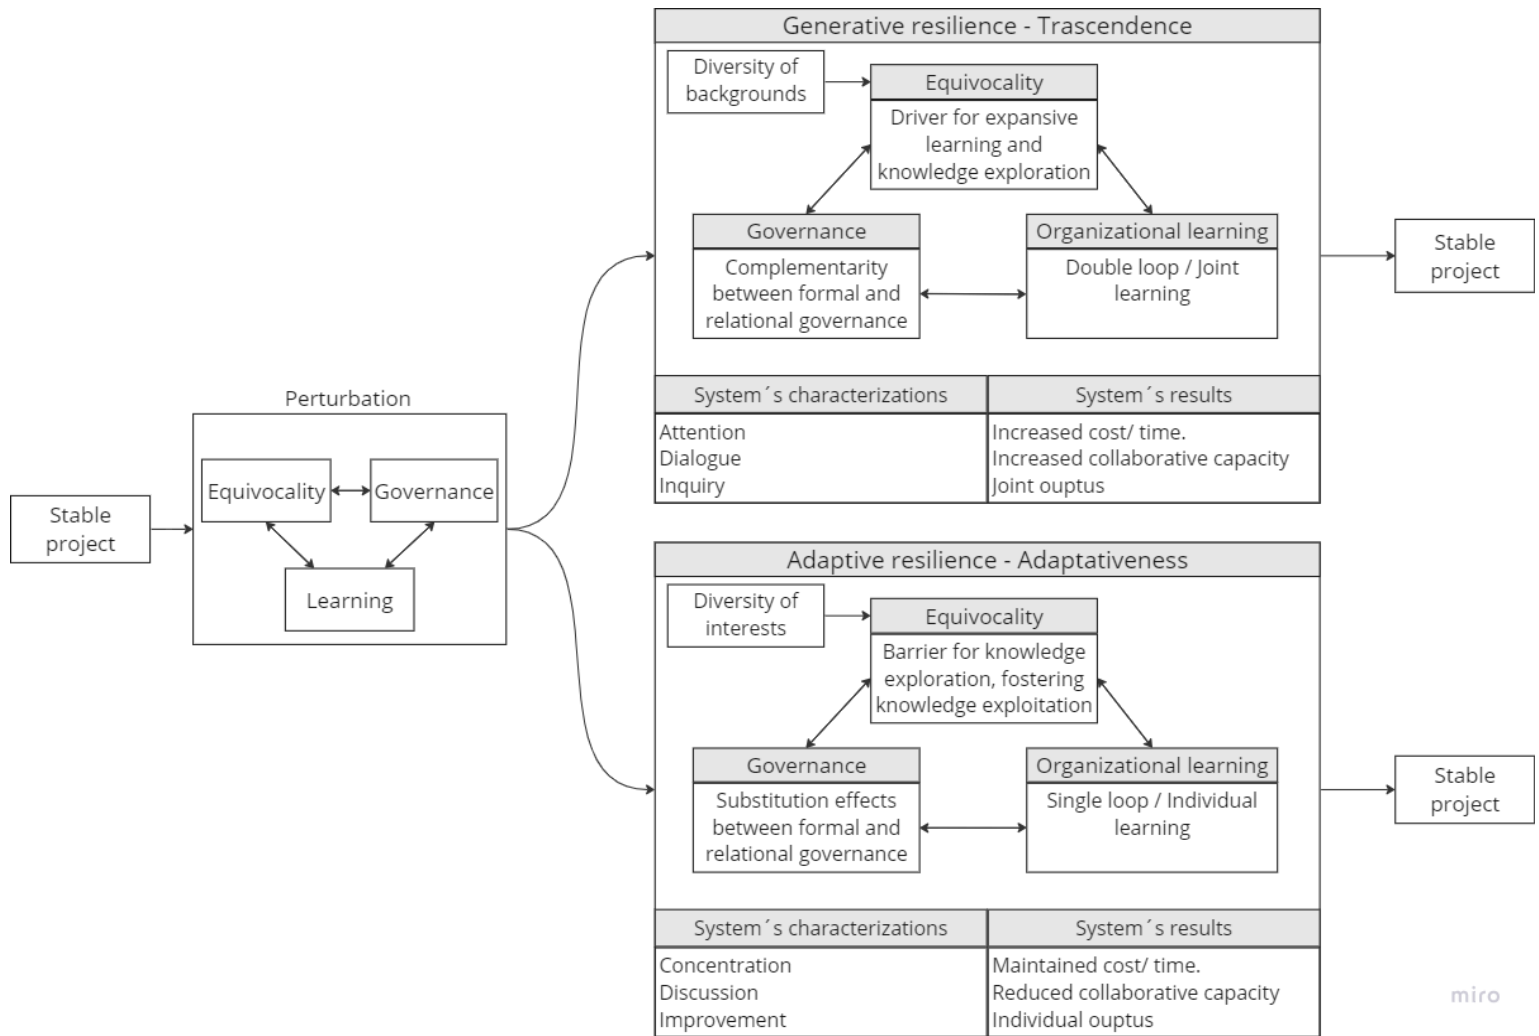 Generative resilience - Trascendence
Diversity of
backgrounds
Equivocality
Driver for expansive
learning and
knowledge exploration
Governance
Complementarity
between formal and
relational governance
Organizational learning
Double loop / Joint
learning
System´s characterizations
Attention
Dialogue
Inquiry
System´s results
Increased cost/ time.
Increased collaborative capacity
Joint ouptus
Stable
project
Perturbation
Equivocality
Governance
Learning
Stable
project
Adaptive resilience - Adaptativeness
Diversity of
interests
Equivocality
Barrier for knowledge
exploration, fostering
knowledge exploitation
Governance
Substitution effects
between formal and
relational governance
Organizational learning
Single loop / Individual
learning
System´s characterizations
Concentration
Discussion
Improvement
System´s results
Maintained cost/ time.
Reduced collaborative capacity
Individual ouptus
Stable
project
miro